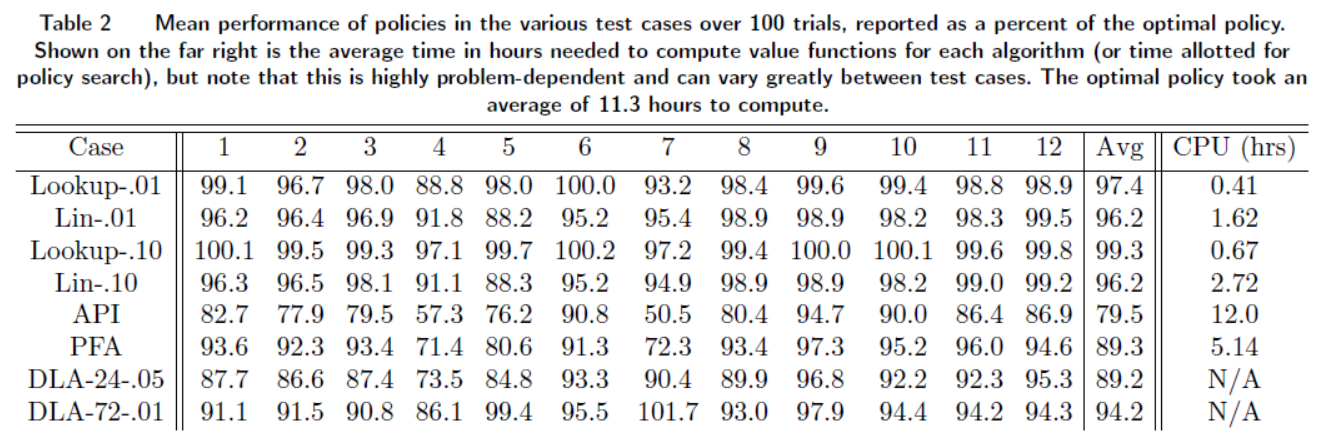 Table 2 Mean performance of policies in the various test cases over 100 trials, reported as a percent of the optimal policy.
Shown on the far right is the average time in hours needed to compute value functions for each algorithm (or time allotted for
policy search), but note that this is highly problem-dependent and can vary greatly between test cases. The optimal policy took an
average of 11.3 hours to compute.
Case 1 2 3 4 5 6 7 8 9 10 11 12 Avg CPU (hrs)
Lookup-.01 99.1 96.7 98.0 88.8 98.0 100.0 93.2 98.4 99.6 99.4 98.8 98.9 97.4 0.41
Lin-.01 96.2 96.4 96.9 91.8 88.2 95.2 95.4 98.9 98.9 98.2 98.3 99.5 96.2 1.62
Lookup-.10 100.1 99.5 99.3 97.1 99.7 100.2 97.2 99.4 100.0 100.1 99.6 99.8 99.3 0.67
Lin-.10 96.3 96.5 98.1 91.1 88.3 95.2 94.9 98.9 98.9 98.2 99.0 99.2 96.2 2.72
API 82.7 77.9 79.5 57.3 76.2 90.8 50.5 80.4 94.7 90.0 86.4 86.9 79.5 12.0
PFA 93.6 92.3 93.4 71.4 80.6 91.3 72.3 93.4 97.3 95.2 96.0 94.6 89.3 5.14
DLA-24-.05 87.7 86.6 87.4 73.5 84.8 93.3 90.4 89.9 96.8 92.2 92.3 95.3 89.2 N/A
DLA-72-.01 91.1 91.5 90.8 86.1 99.4 95.5 101.7 93.0 97.9 94.4 94.2 94.3 94.2 N/A